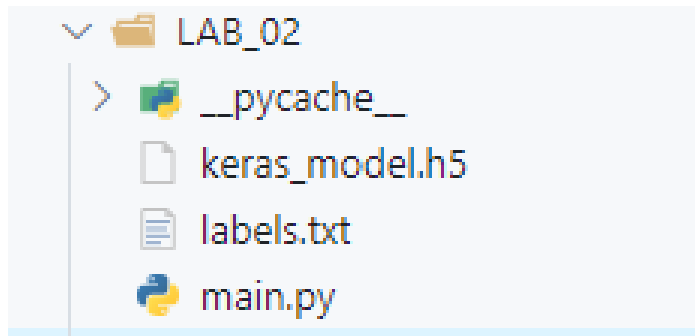 LAB_02
__pycache__
keras_model.h5
labels.txt
main.py